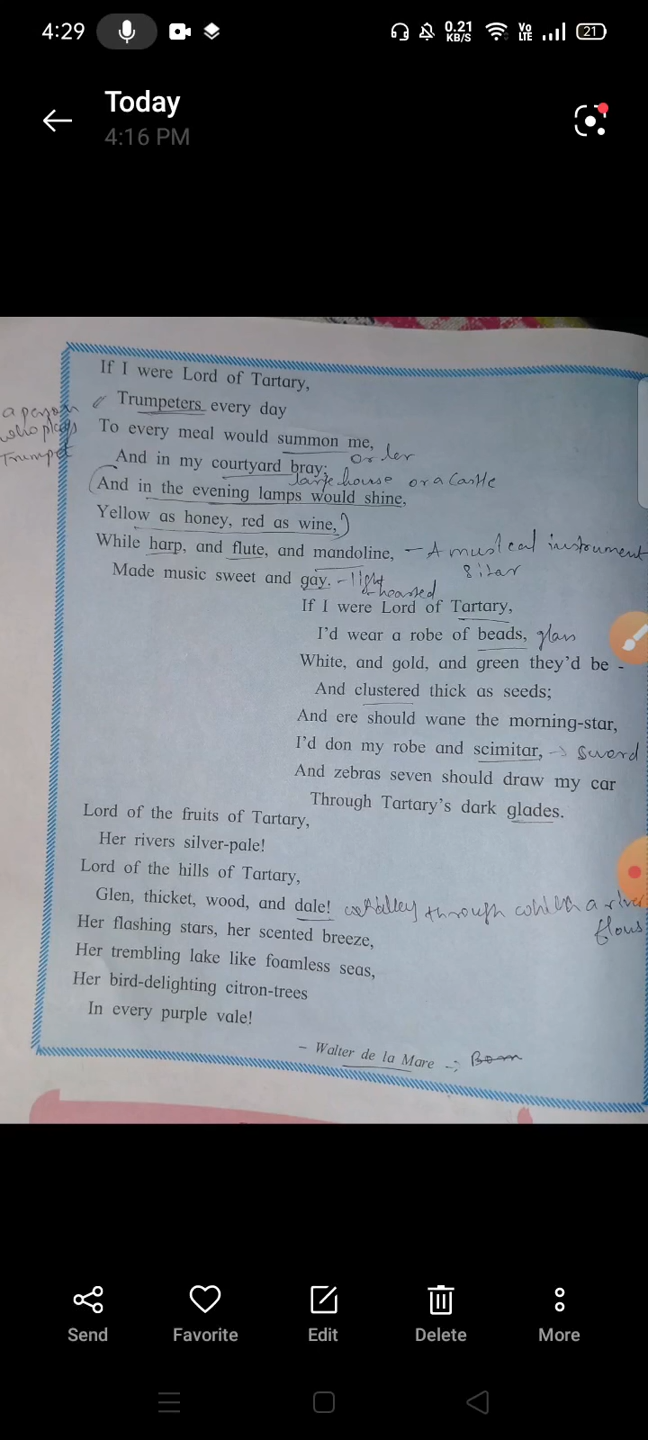 4:29
0.21 KB/S
Vo LTE
21
Today
4:16 PM
If I were Lord of Tartary,
a person who plays Trumpet
Trumpeters every day
To every meal would summon me,
order
And in my courtyard bray;
large house or a Castle
And in the evening lamps would shine,
Yellow as honey, red as wine,
While harp, and flute, and mandoline, - A musical instrument
Sitar
Made music sweet and gay. - light hearted
If I were Lord of Tartary,
I'd wear a robe of beads, glass
White, and gold, and green they'd be -
And clustered thick as seeds;
And ere should wane the morning-star,
I'd don my robe and scimitar, -> Sword
And zebras seven should draw my car
Through Tartary's dark glades.
Lord of the fruits of Tartary,
Her rivers silver-pale!
Lord of the hills of Tartary,
Glen, thicket, wood, and dale! valley through which a river flows
Her flashing stars, her scented breeze,
Her trembling lake like foamless seas,
Her bird-delighting citron-trees
In every purple vale!
- Walter de la Mare -; Born
Send
Favorite
Edit
Delete
More